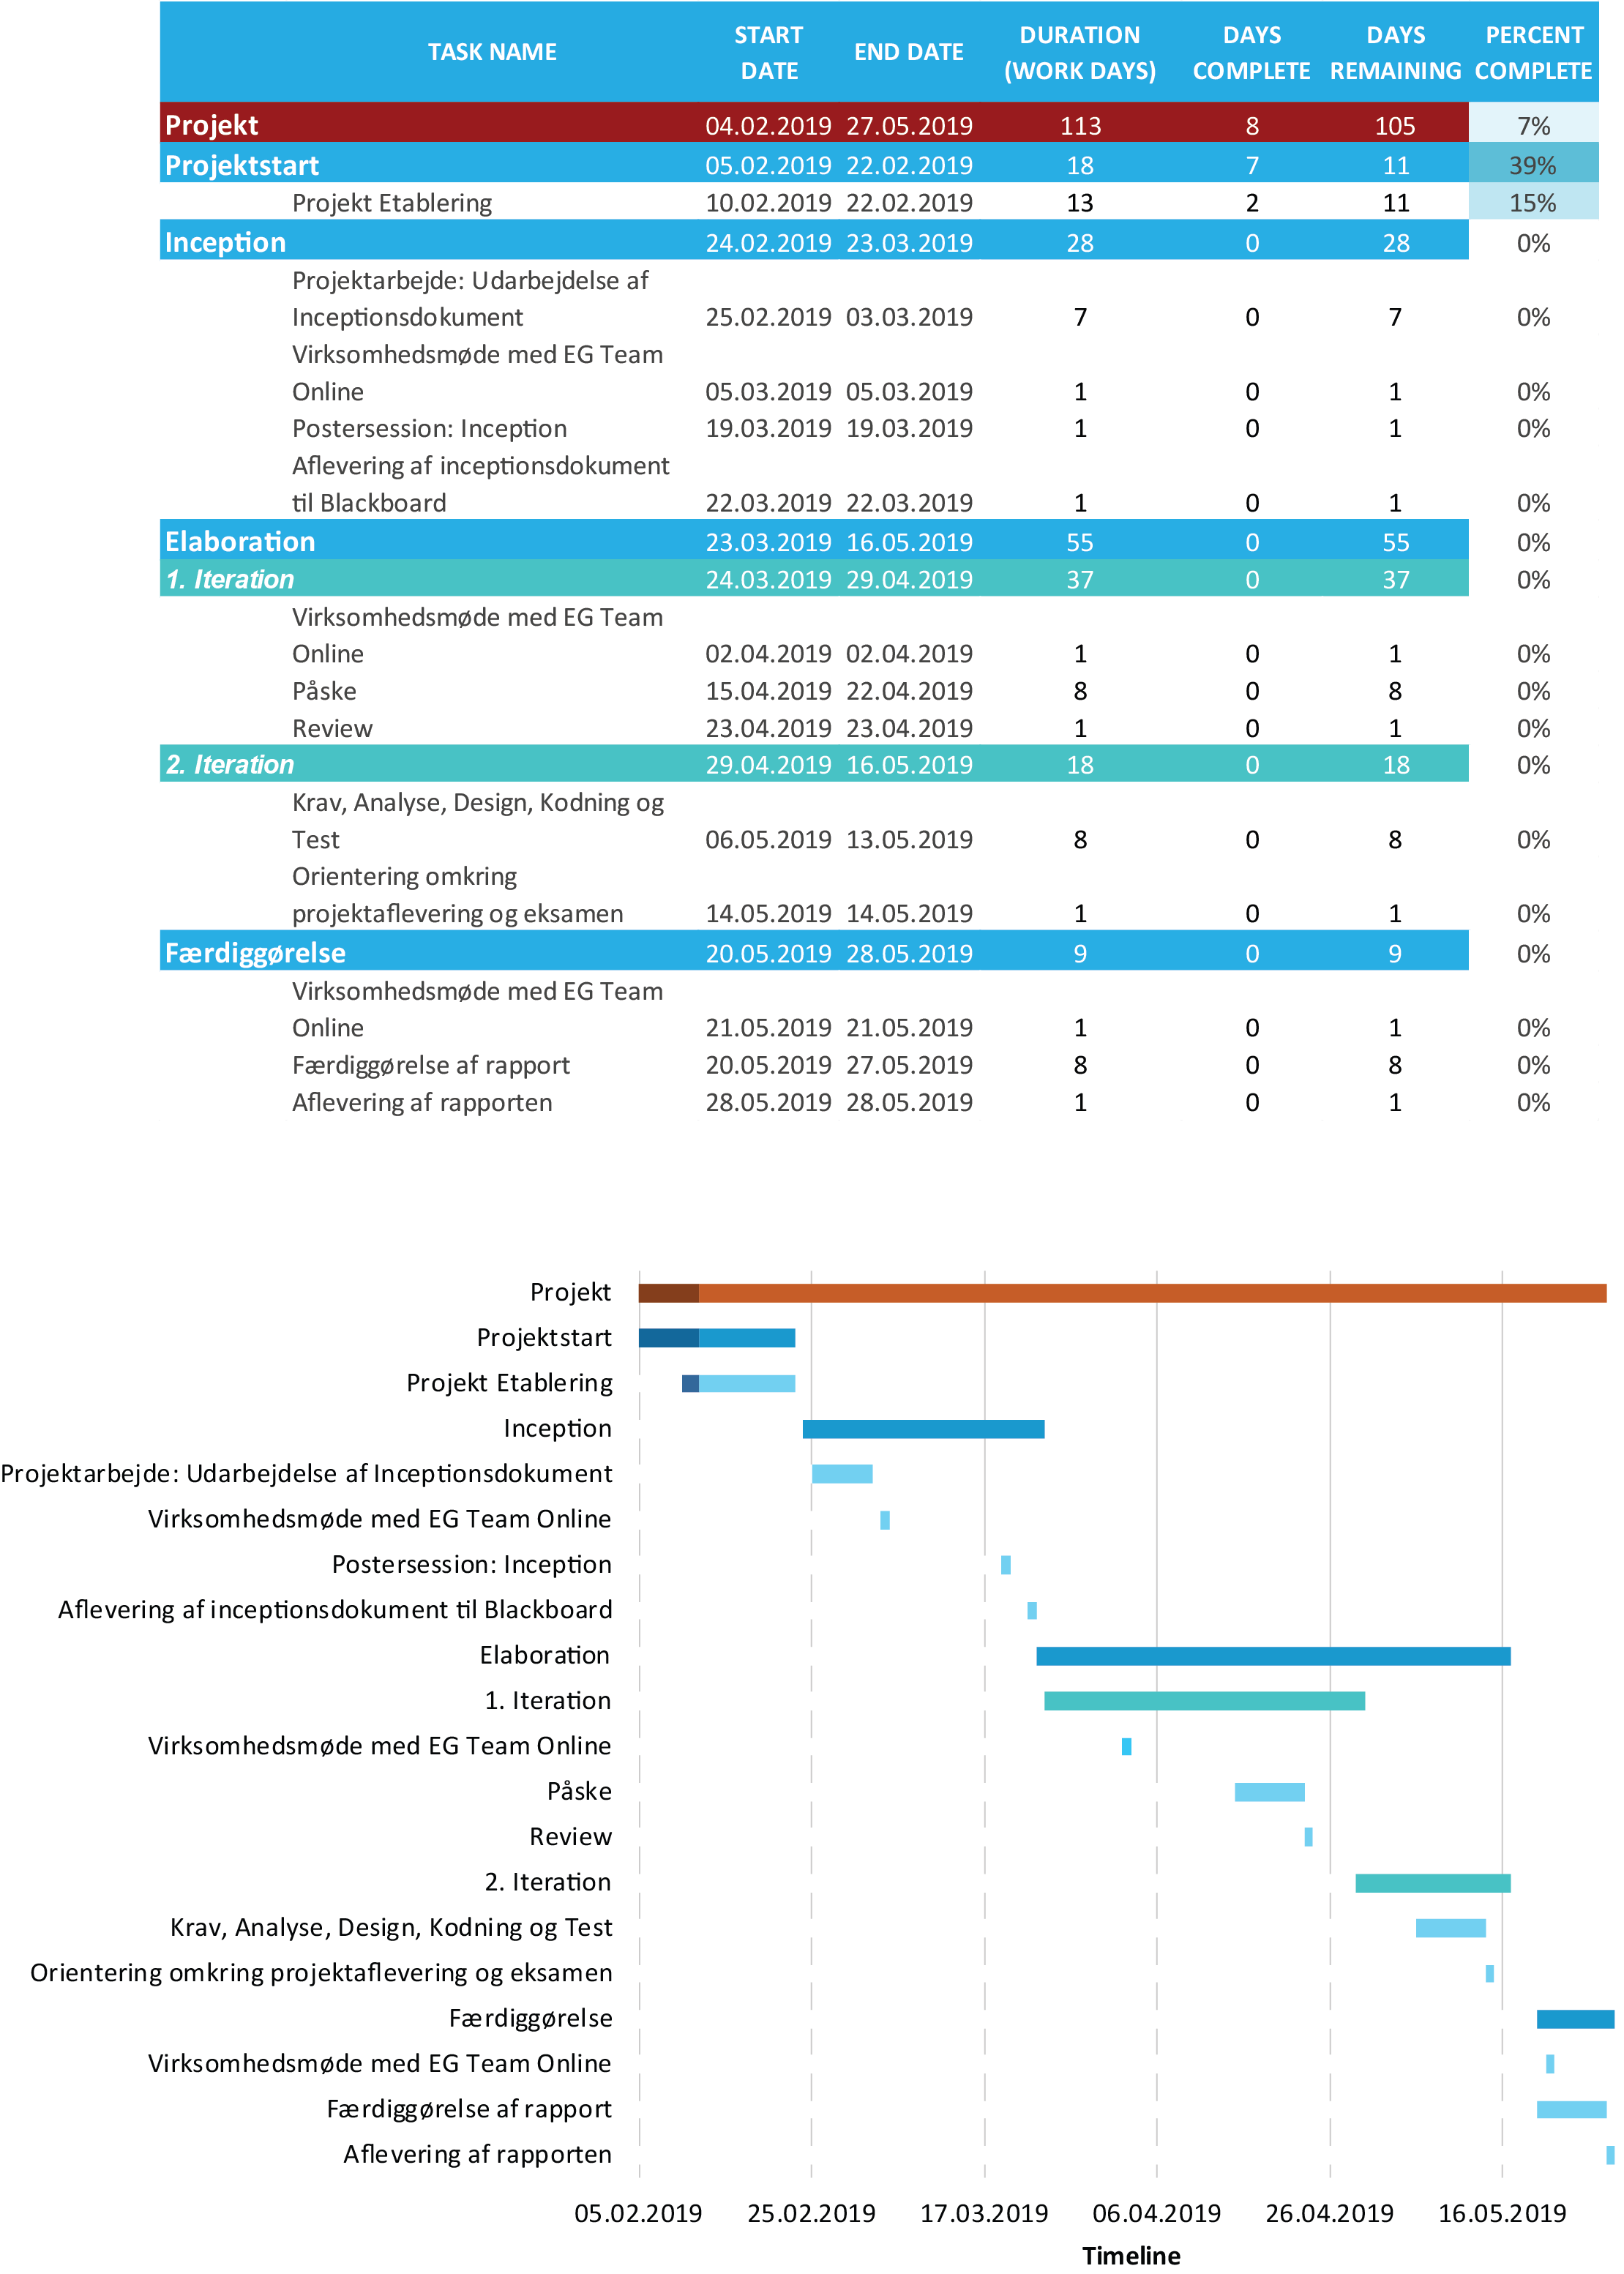 TASK NAME START DATE END DATE DURATION (WORK DAYS) DAYS COMPLETE DAYS REMAINING PERCENT COMPLETE
Projekt 04.02.2019 27.05.2019 113 8 105 7%
Projektstart 05.02.2019 22.02.2019 18 7 11 39%
Projekt Etablering 10.02.2019 22.02.2019 13 2 11 15%
Inception 24.02.2019 23.03.2019 28 0 28 0%
Projektarbejde: Udarbejdelse af
Inceptionsdokument 25.02.2019 03.03.2019 7 0 7 0%
Virksomhedsmøde med EG Team
Online 05.03.2019 05.03.2019 1 0 1 0%
Postersession: Inception 19.03.2019 19.03.2019 1 0 1 0%
Aflevering af inceptionsdokument
til Blackboard 22.03.2019 22.03.2019 1 0 1 0%
Elaboration 23.03.2019 16.05.2019 55 0 55 0%
1. Iteration 24.03.2019 29.04.2019 37 0 37 0%
Virksomhedsmøde med EG Team
Online 02.04.2019 02.04.2019 1 0 1 0%
Påske 15.04.2019 22.04.2019 8 0 8 0%
Review 23.04.2019 23.04.2019 1 0 1 0%
2. Iteration 29.04.2019 16.05.2019 18 0 18 0%
Krav, Analyse, Design, Kodning og
Test 06.05.2019 13.05.2019 8 0 8 0%
Orientering omkring
projektaflevering og eksamen 14.05.2019 14.05.2019 1 0 1 0%
Færdiggørelse 20.05.2019 28.05.2019 9 0 9 0%
Virksomhedsmøde med EG Team
Online 21.05.2019 21.05.2019 1 0 1 0%
Færdiggørelse af rapport 20.05.2019 27.05.2019 8 0 8 0%
Aflevering af rapporten 28.05.2019 28.05.2019 1 0 1 0%
Projekt
Projektstart
Projekt Etablering
Inception
Projektarbejde: Udarbejdelse af Inceptionsdokument
Virksomhedsmøde med EG Team Online
Postersession: Inception
Aflevering af inceptionsdokument til Blackboard
Elaboration
1. Iteration
Virksomhedsmøde med EG Team Online
Påske
Review
2. Iteration
Krav, Analyse, Design, Kodning og Test
Orientering omkring projektaflevering og eksamen
Færdiggørelse
Virksomhedsmøde med EG Team Online
Færdiggørelse af rapport
Aflevering af rapporten
05.02.2019 25.02.2019 17.03.2019 06.04.2019 26.04.2019 16.05.2019
Timeline